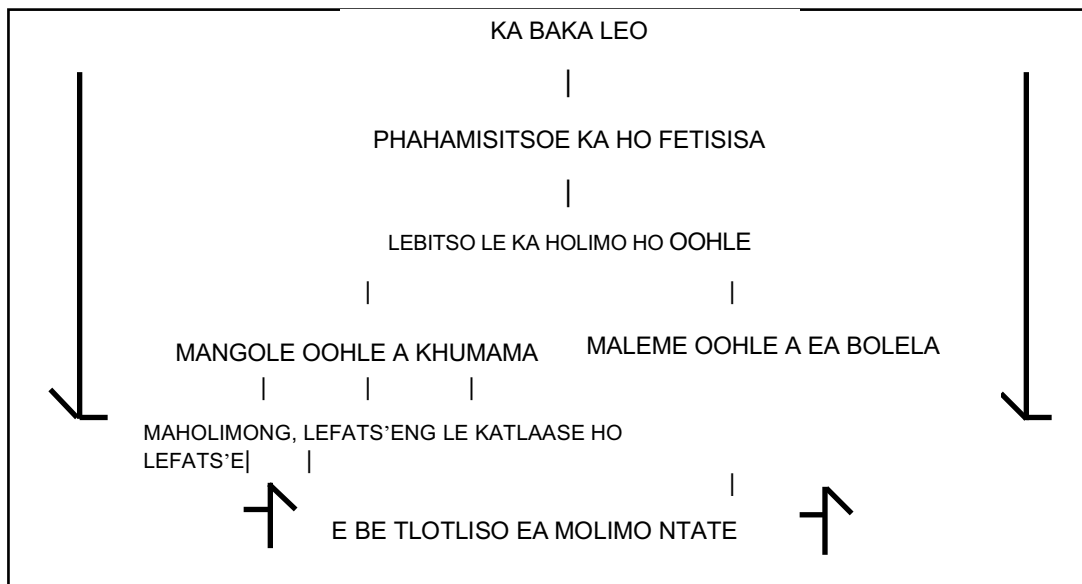 KA BAKA LEO
|
PHAHAMISITSOE KA HO FETISISA
|
LEBITSO LE KA HOLIMO HO OOHLE
| |
MANGOLE OOHLE A KHUMAMA MALEME OOHLE A EA BOLELA
| | |
MAHOLIMONG, LEFATS’ENG LE KATLAASE HO
LEFATS’E| |
|
E BE TLOTLISO EA MOLIMO NTATE